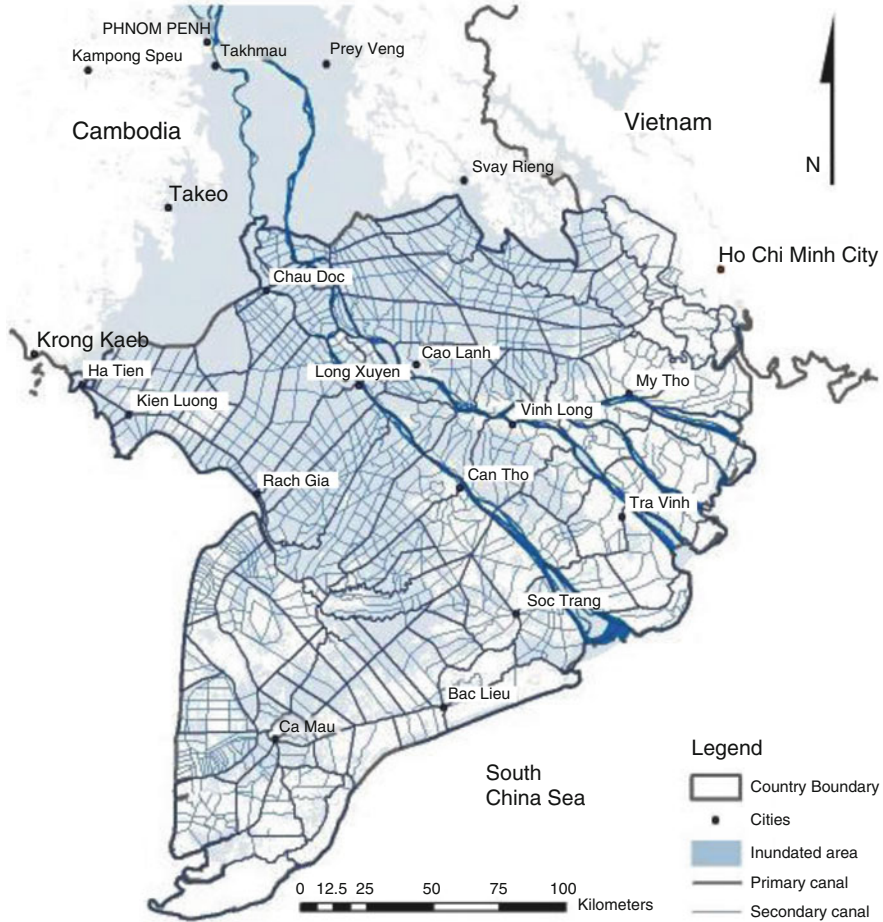 PHNOM PENH
Takhmau
Prey Veng
Kampong Speu
Cambodia
Vietnam
N
Svay Rieng
Takeo
Ho Chi Minh City
Chau Doc
Krong Kaeb
Ha Tien
Cao Lanh
Long Xuyen
My Tho
Kien Luong
Vinh Long
Can Tho
Rach Gia
Tra Vinh
Soc Trang
Bac Lieu
Ca Mau
South
China Sea
Legend
Country Boundary
Cities
Inundated area
Primary canal
Secondary canal
0 12.5 25 50 75 100
Kilometers